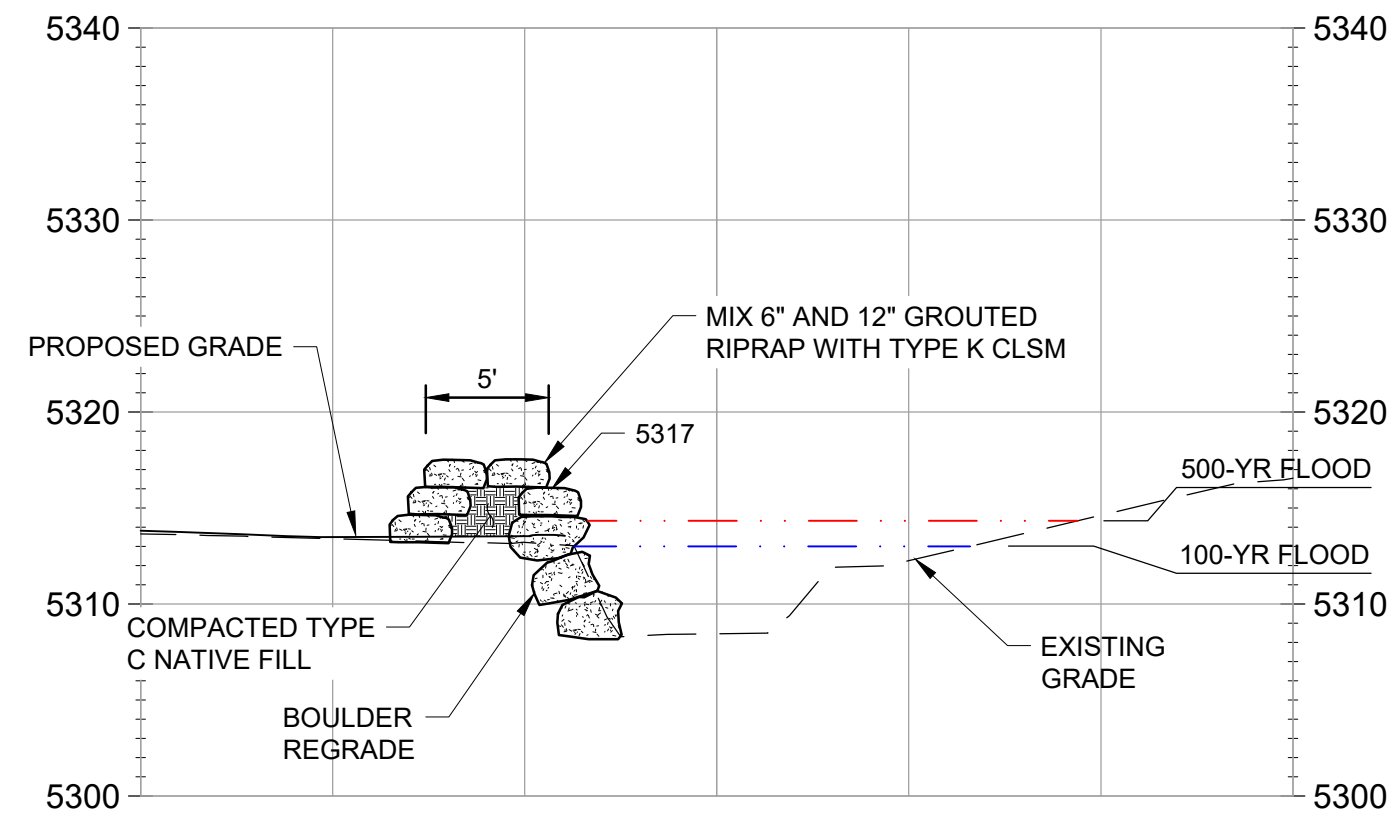 5340
5340
5330
5330
MIX 6" AND 12" GROUTED
RIPRAP WITH TYPE K CLSM
PROPOSED GRADE
5'
5320
5320
5317
500-YR FLOOD
100-YR FLOOD
5310
5310
COMPACTED TYPE
C NATIVE FILL
EXISTING
GRADE
BOULDER
REGRADE
5300
5300